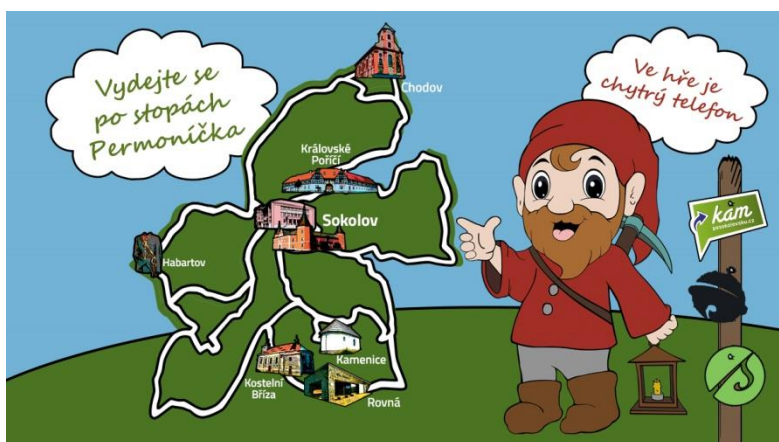 Vydejte se
po stopách
Permoníčka
Ve hře je
chytrý telefon
Chodov
Královské
Poříčí
Sokolov
Habartov
Kamenice
Kostelní
Bříza
Rovná
kam